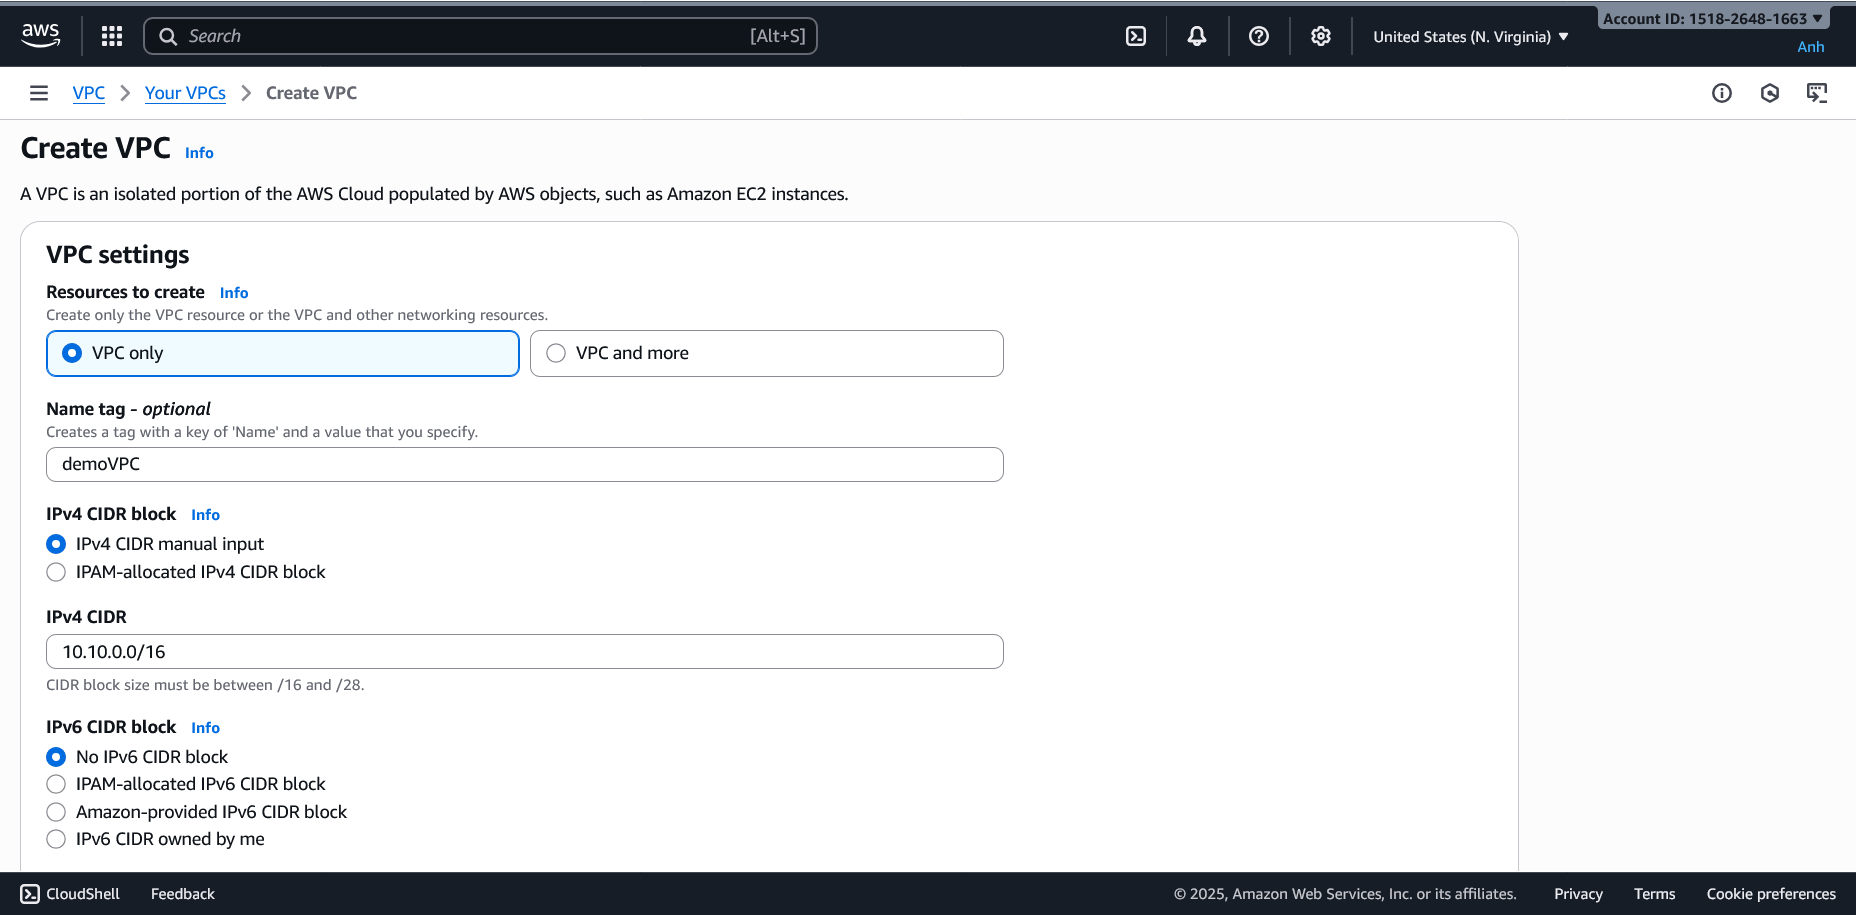 aws
Search [Alt+S]
United States (N. Virginia) ▼
Account ID: 1518-2648-1663 ▼
Anh
VPC > Your VPCs > Create VPC
Create VPC Info
A VPC is an isolated portion of the AWS Cloud populated by AWS objects, such as Amazon EC2 instances.
VPC settings
Resources to create Info
Create only the VPC resource or the VPC and other networking resources.
VPC only
VPC and more
Name tag - optional
Creates a tag with a key of 'Name' and a value that you specify.
demoVPC
IPv4 CIDR block Info
IPv4 CIDR manual input
IPAM-allocated IPv4 CIDR block
IPv4 CIDR
10.10.0.0/16
CIDR block size must be between /16 and /28.
IPv6 CIDR block Info
No IPv6 CIDR block
IPAM-allocated IPv6 CIDR block
Amazon-provided IPv6 CIDR block
IPv6 CIDR owned by me
CloudShell Feedback © 2025, Amazon Web Services, Inc. or its affiliates. Privacy Terms Cookie preferences